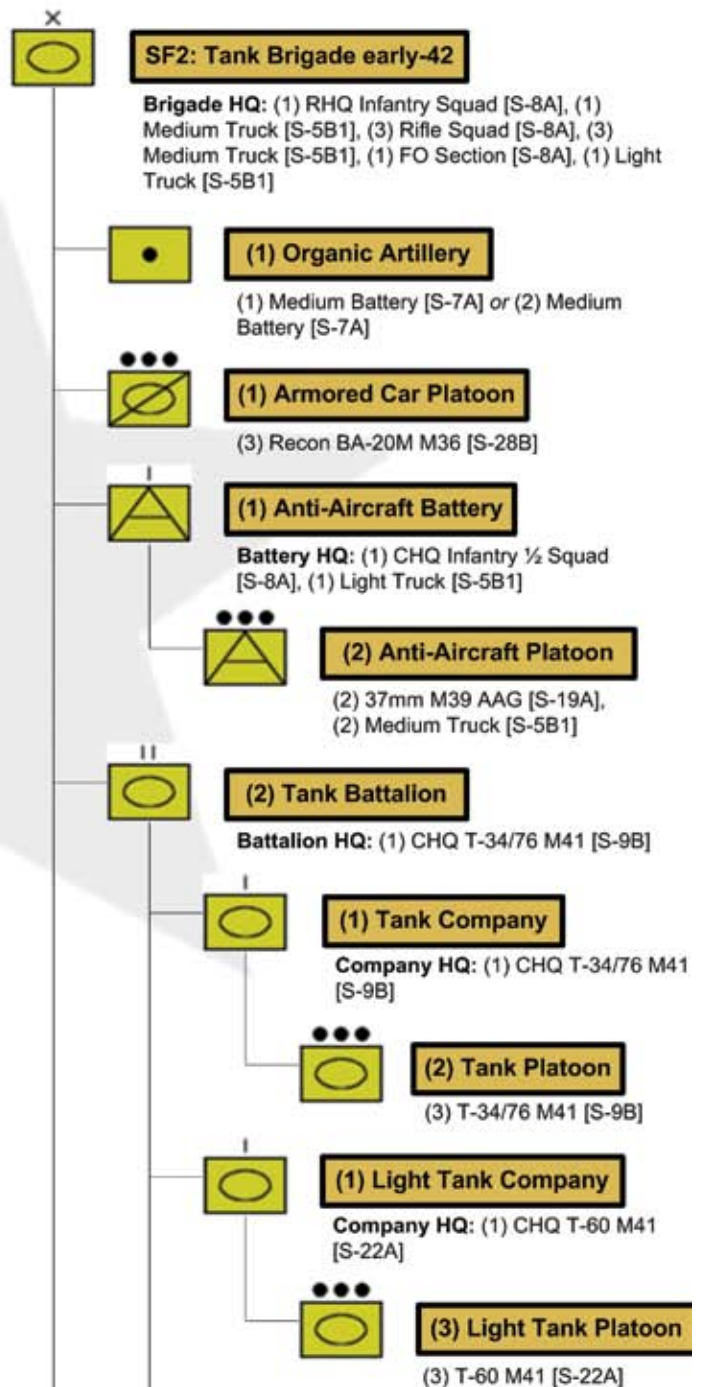 SF2: Tank Brigade early-42
Brigade HQ: (1) RHQ Infantry Squad [S-8A], (1)
Medium Truck [S-5B1], (3) Rifle Squad [S-8A], (3)
Medium Truck [S-5B1], (1) FO Section [S-8A], (1) Light
Truck [S-5B1]
(1) Organic Artillery
(1) Medium Battery [S-7A] or (2) Medium
Battery [S-7A]
(1) Armored Car Platoon
(3) Recon BA-20M M36 [S-28B]
(1) Anti-Aircraft Battery
Battery HQ: (1) CHQ Infantry ½ Squad
[S-8A], (1) Light Truck [S-5B1]
(2) Anti-Aircraft Platoon
(2) 37mm M39 AAG [S-19A],
(2) Medium Truck [S-5B1]
(2) Tank Battalion
Battalion HQ: (1) CHQ T-34/76 M41 [S-9B]
(1) Tank Company
Company HQ: (1) CHQ T-34/76 M41
[S-9B]
(2) Tank Platoon
(3) T-34/76 M41 [S-9B]
(1) Light Tank Company
Company HQ: (1) CHQ T-60 M41
[S-22A]
(3) Light Tank Platoon
(3) T-60 M41 [S-22A]